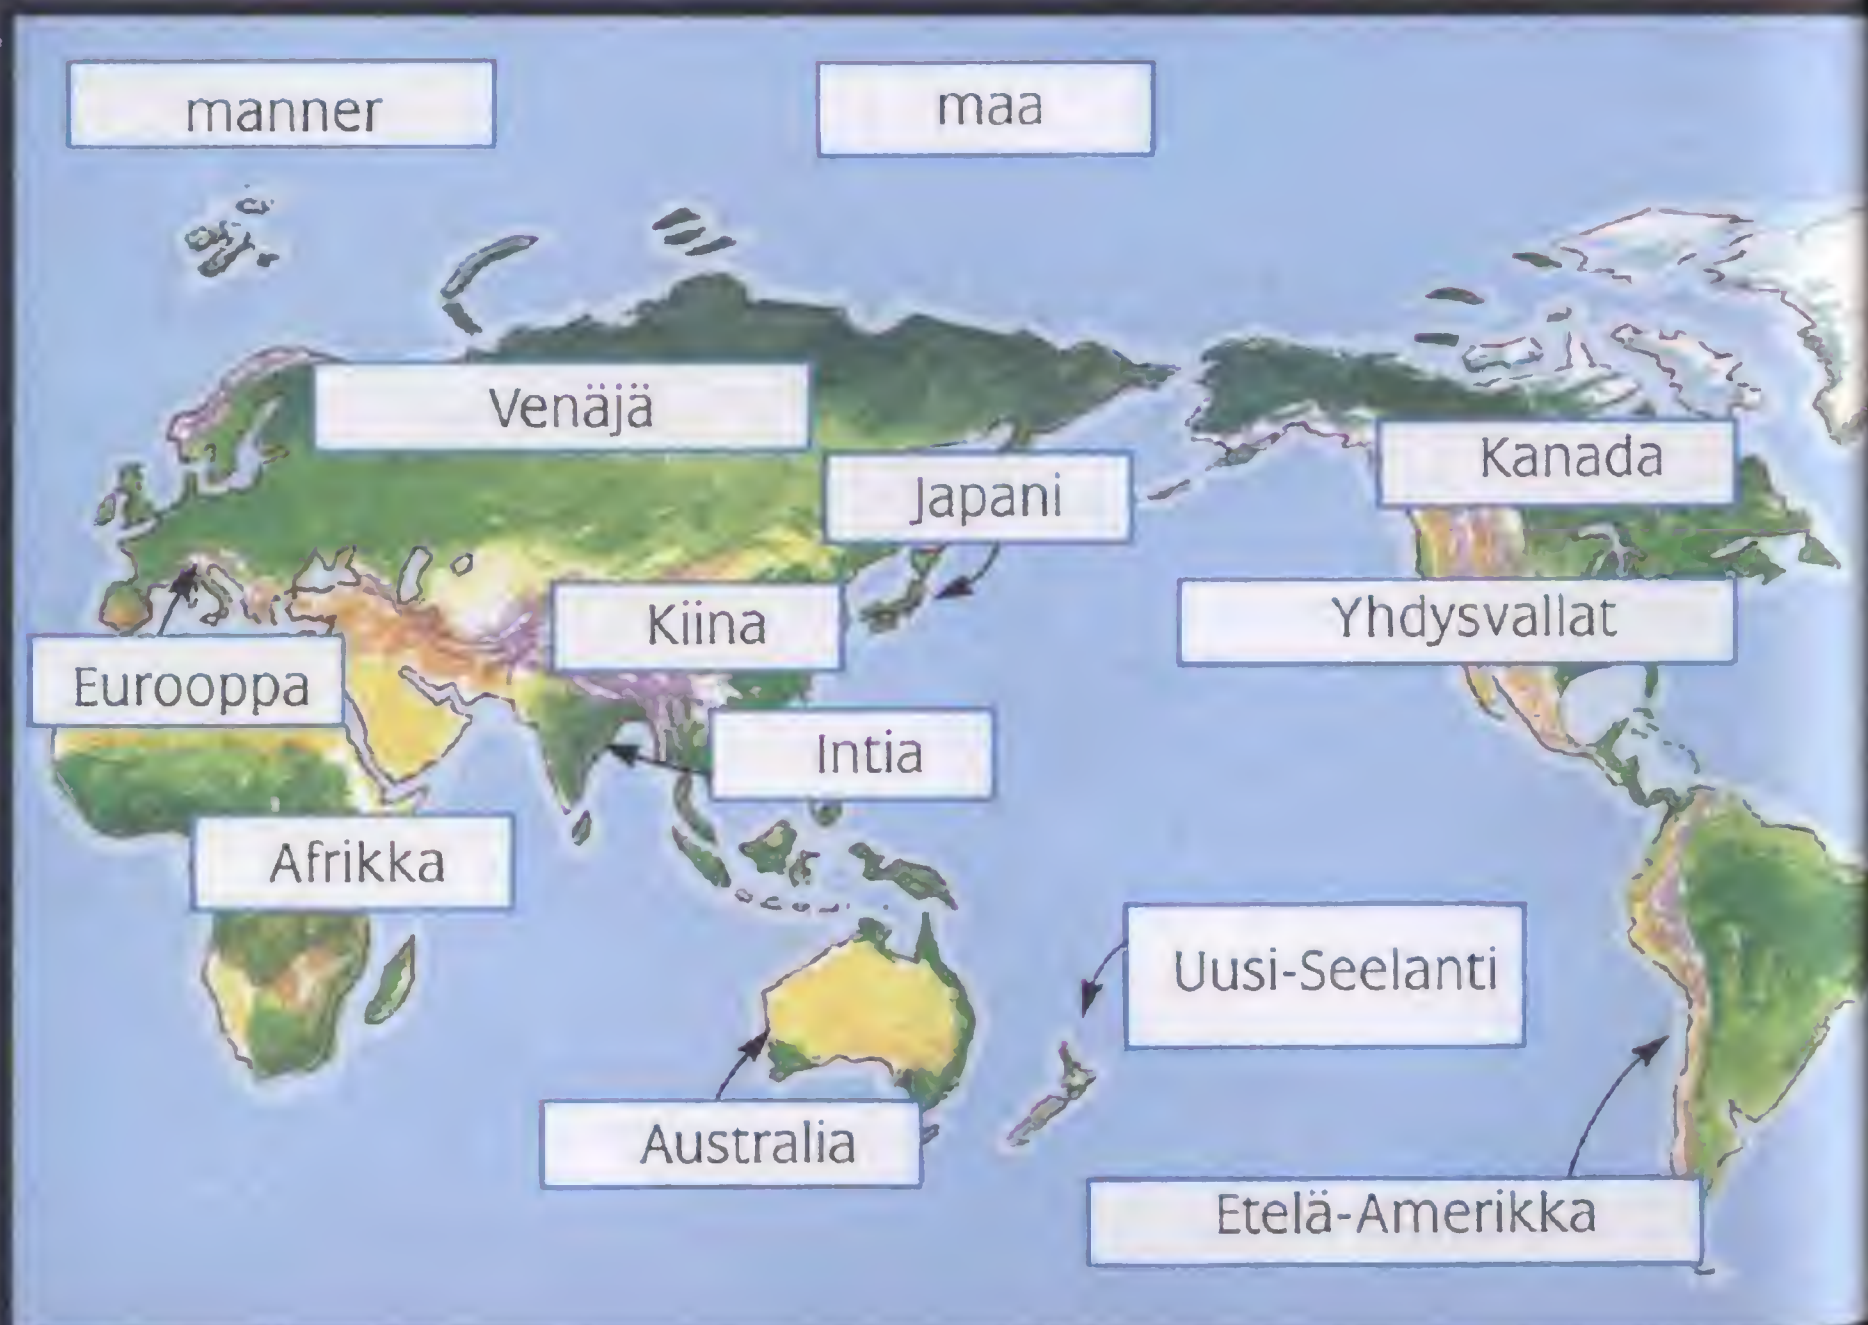 manner
maa
Venäjä
Kanada
Japani
Kiina
Yhdysvallat
Eurooppa
Intia
Afrikka
Uusi-Seelanti
Australia
Etelä-Amerikka